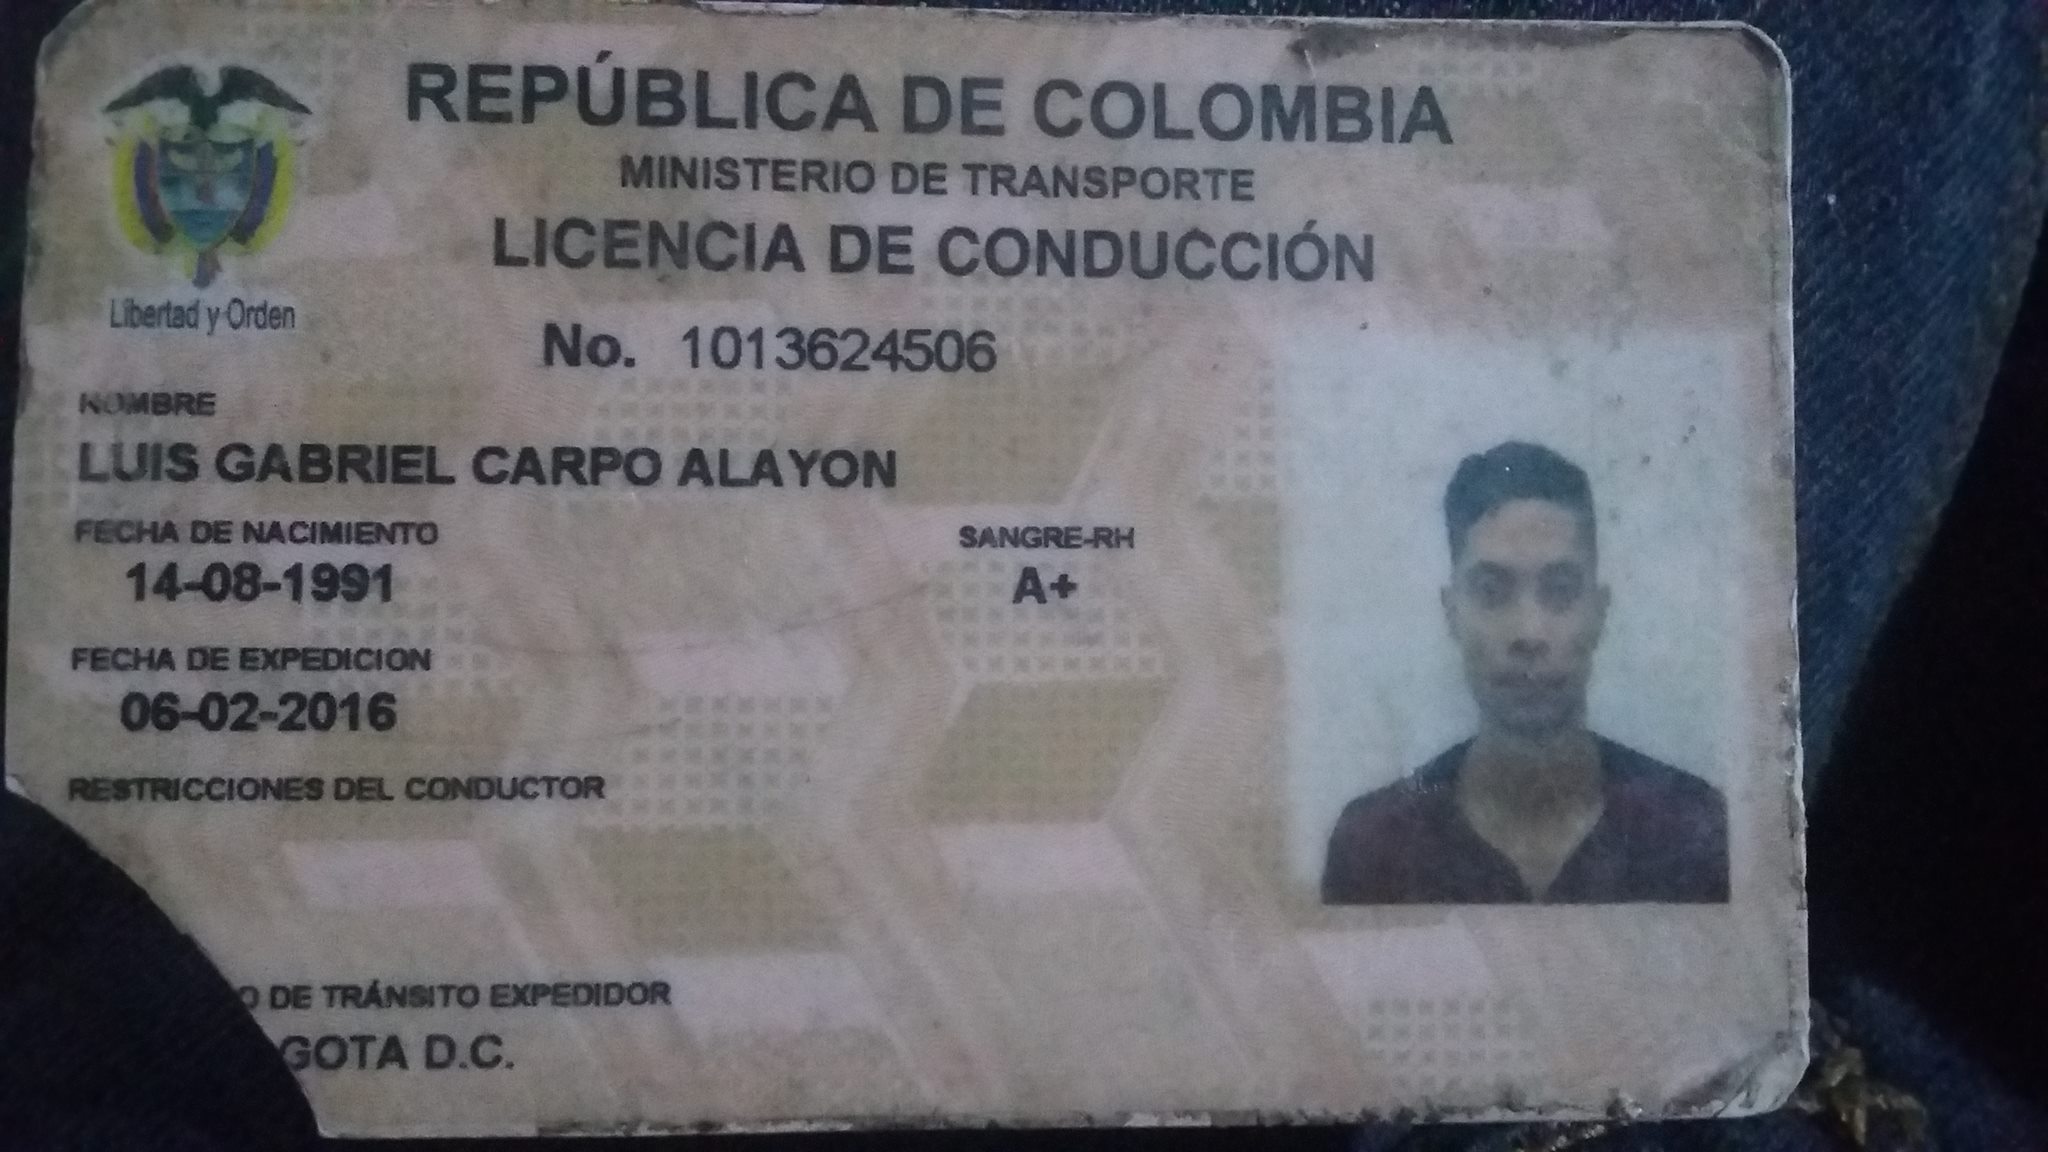 REPÚBLICA DE COLOMBIA
MINISTERIO DE TRANSPORTE
LICENCIA DE CONDUCCIÓN
Libertad y Orden
No. 1013624506
NOMBRE
LUIS GABRIEL CARPO ALAYON
FECHA DE NACIMIENTO
14-08-1991
SANGRE-RH
A+
FECHA DE EXPEDICION
06-02-2016
RESTRICCIONES DEL CONDUCTOR
O DE TRÁNSITO EXPEDIDOR
GOTA D.C.